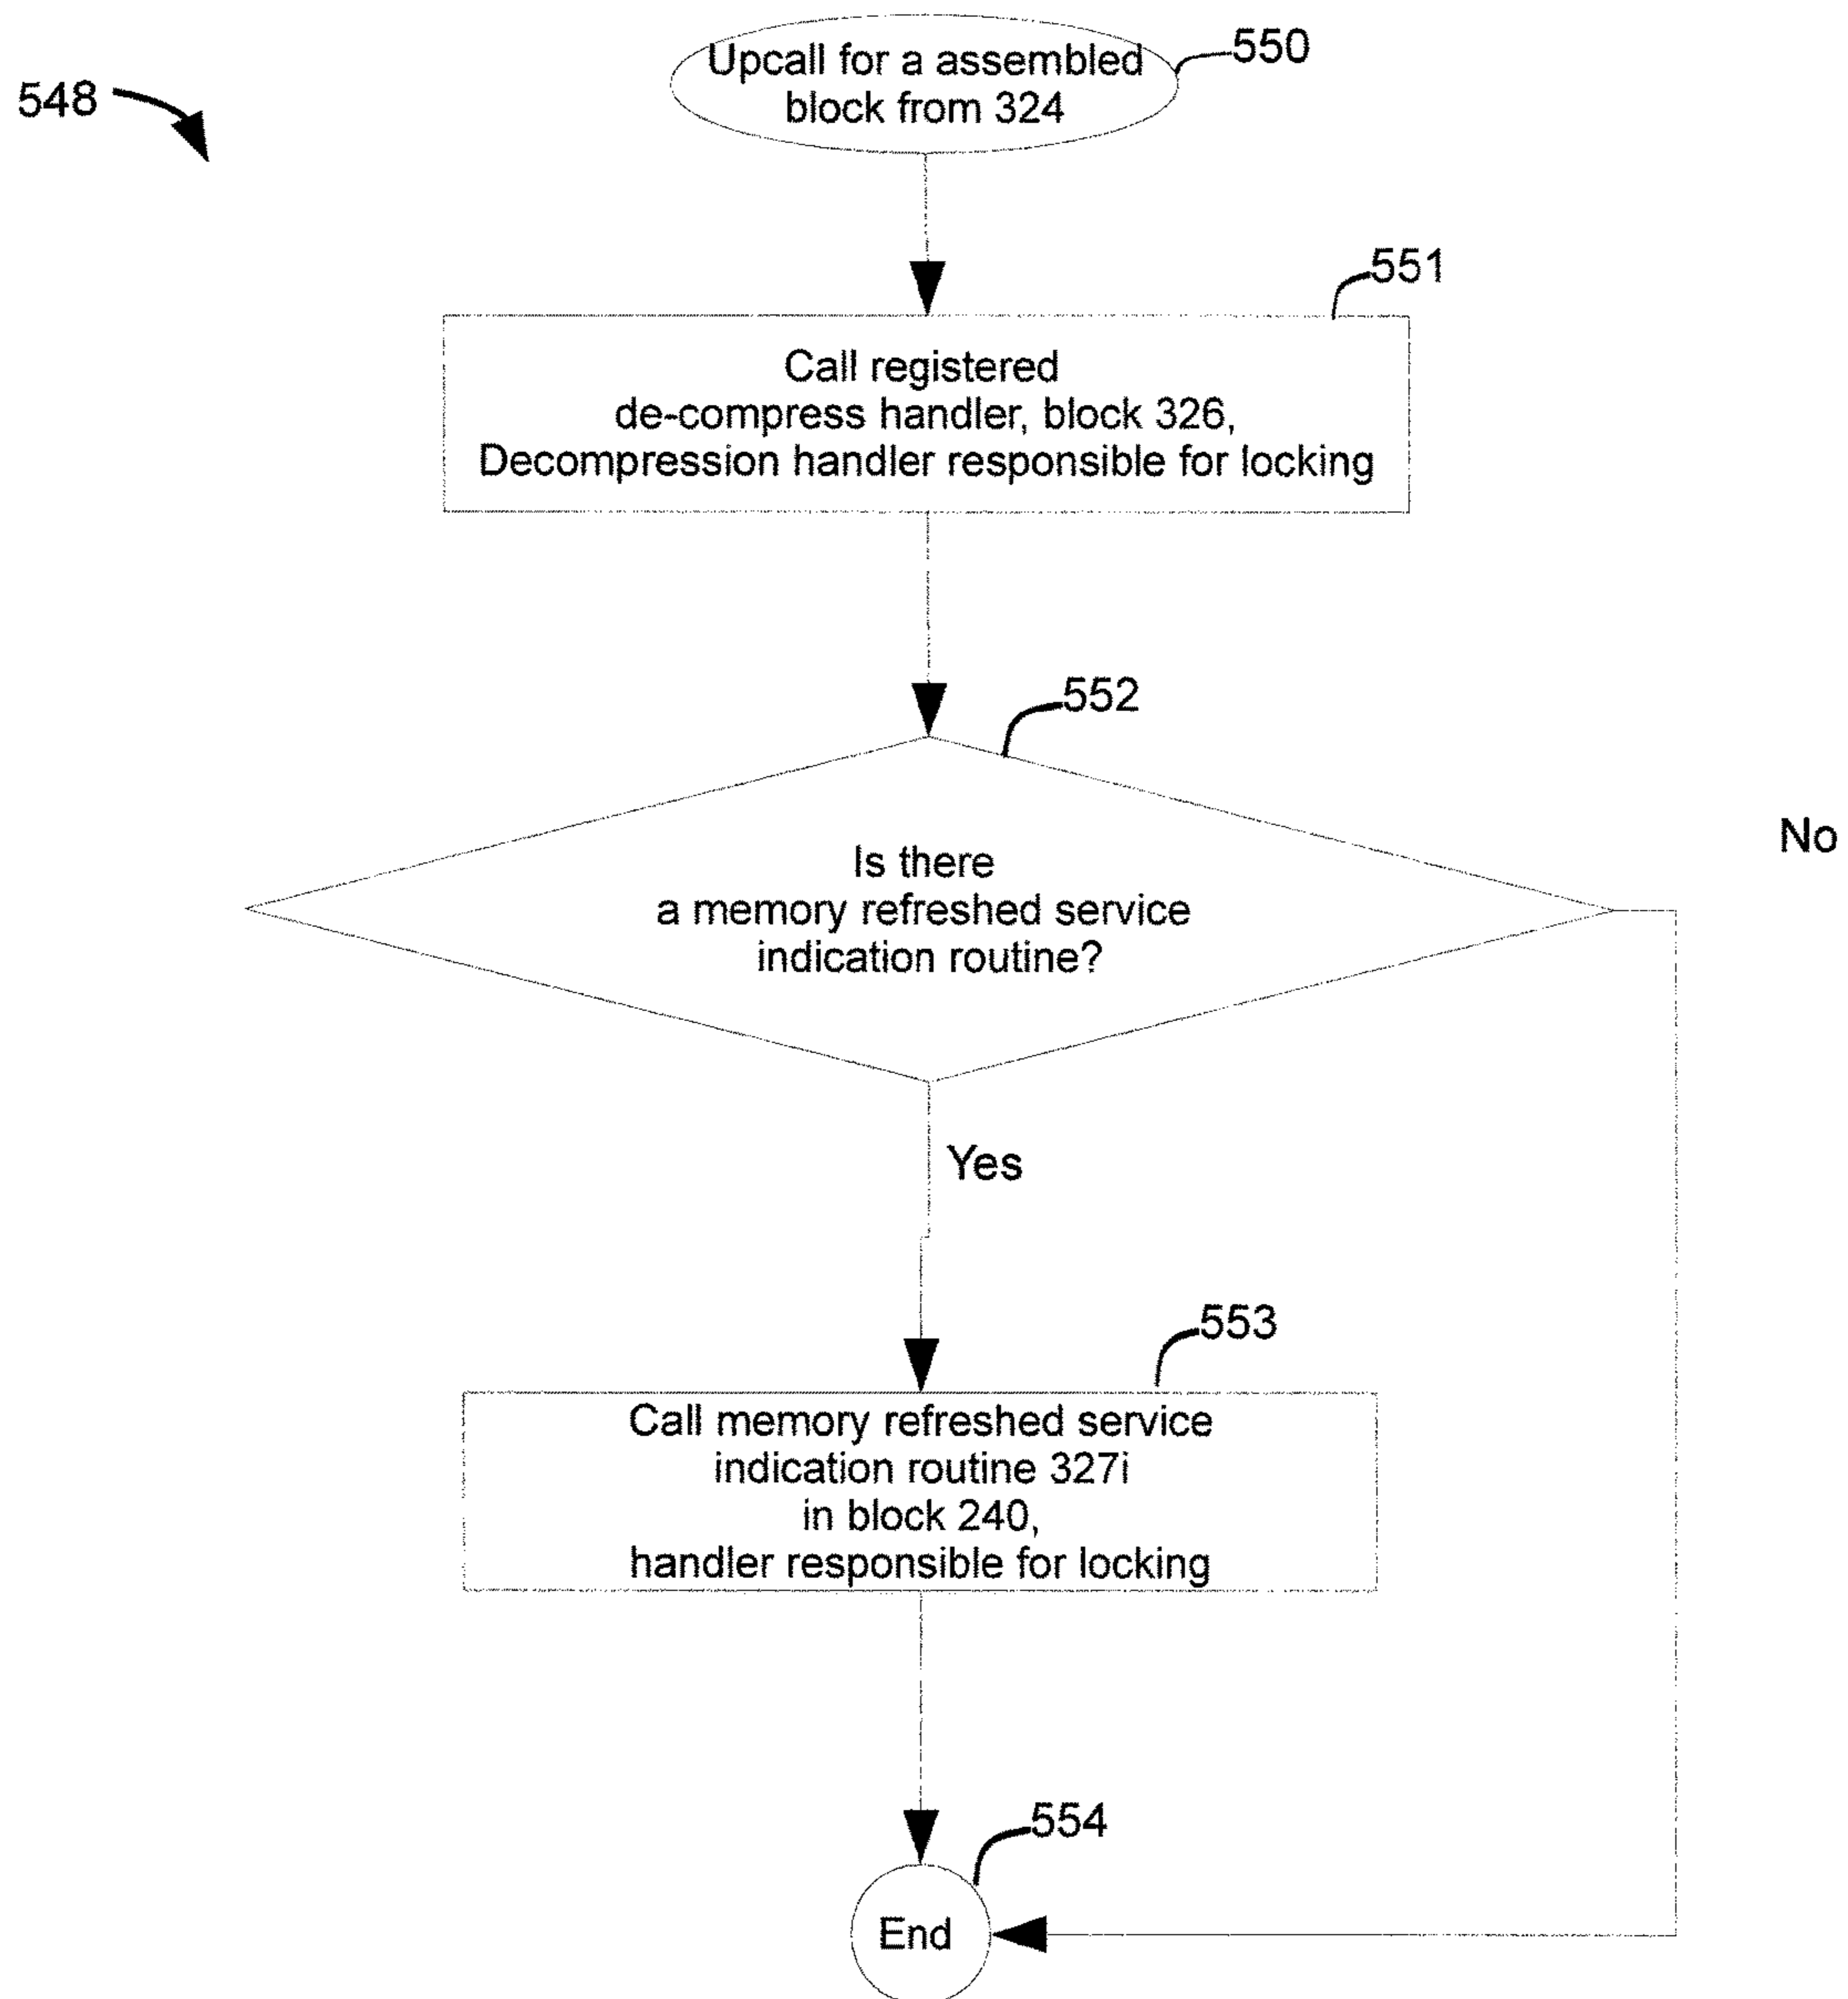 548
Upcall for a assembled
block from 324
550
551
Call registered
de-compress handler, block 326,
Decompression handler responsible for locking
552
Is there
a memory refreshed service
indication routine?
No
Yes
553
Call memory refreshed service
indication routine 327i
in block 240,
handler responsible for locking
554
End